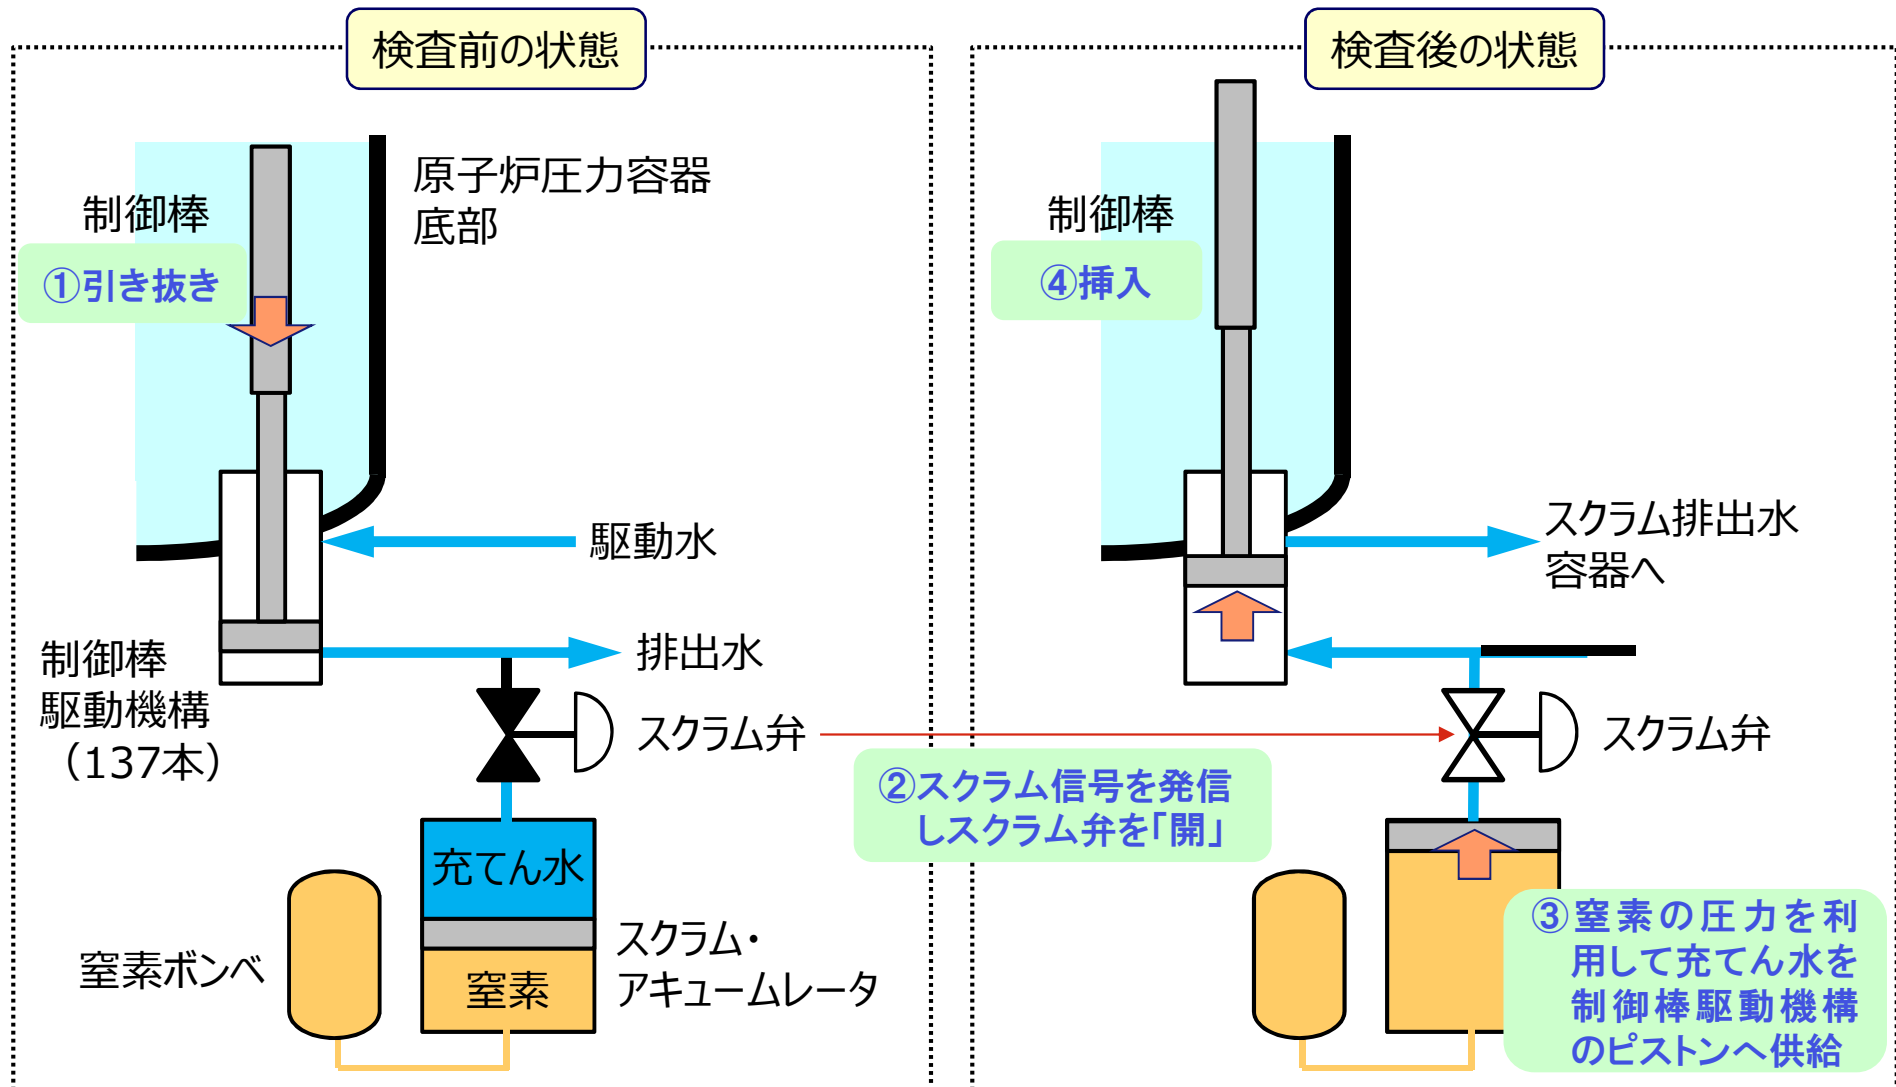 検査前の状態
原子炉圧力容器
底部
制御棒
①引き抜き
駆動水
排出水
制御棒
駆動機構
（137本）
スクラム弁
充てん水
窒素
窒素ボンベ
スクラム・
アキュームレータ
②スクラム信号を発信
しスクラム弁を「開」
検査後の状態
制御棒
④挿入
スクラム排出水
容器へ
スクラム弁
③窒素の圧力を利
用して充てん水を
制御棒駆動機構
のピストンへ供給